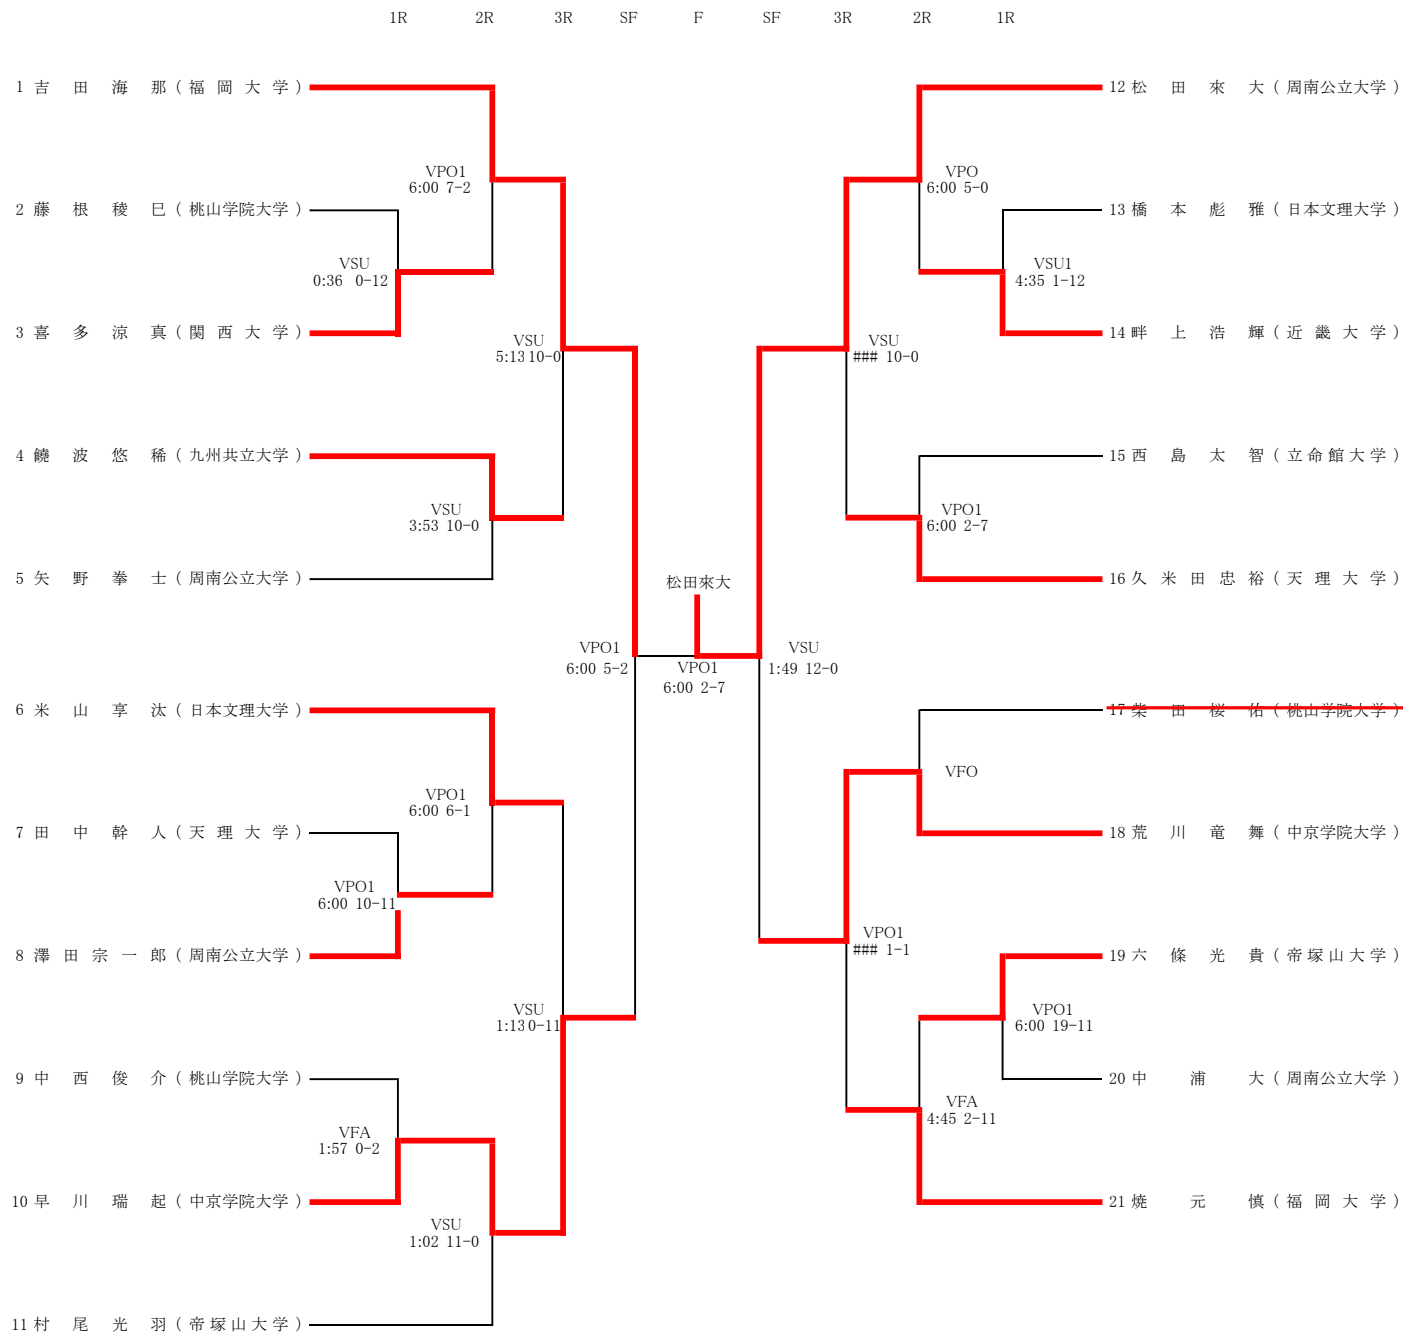 1R 2R 3R SF F SF 3R 2R 1R
1 吉田海那 (福岡大学)
12 松田來大 (周南公立大学)
VPO1
6:00 7-2
VPO
6:00 5-0
2 藤根稜巳 (桃山学院大学)
13 橋本彪雅 (日本文理大学)
VSU
0:36 0-12
VSU1
4:35 1-12
3 喜多涼真 (関西大学)
14 畔上浩輝 (近畿大学)
VSU
5:13 10-0
VSU
### 10-0
4 饒波悠稀 (九州共立大学)
15 西島太智 (立命館大学)
VSU
3:53 10-0
VPO1
6:00 2-7
5 矢野拳士 (周南公立大学)
16 久米田忠裕 (天理大学)
松田來大
VPO1
6:00 5-2
VPO1
6:00 2-7
VSU
1:49 12-0
6 米山享汰 (日本文理大学)
17 柴田桜佑 (桃山学院大学)
VPO1
6:00 6-1
VFO
7 田中幹人 (天理大学)
18 荒川竜舞 (中京学院大学)
VPO1
6:00 10-11
VPO1
### 1-1
8 澤田宗一郎 (周南公立大学)
19 六條光貴 (帝塚山大学)
VSU
1:13 0-11
VPO1
6:00 19-11
9 中西俊介 (桃山学院大学)
20 中浦大 (周南公立大学)
VFA
1:57 0-2
VFA
4:45 2-11
10 早川瑞起 (中京学院大学)
21 焼元慎 (福岡大学)
VSU
1:02 11-0
11 村尾光羽 (帝塚山大学)